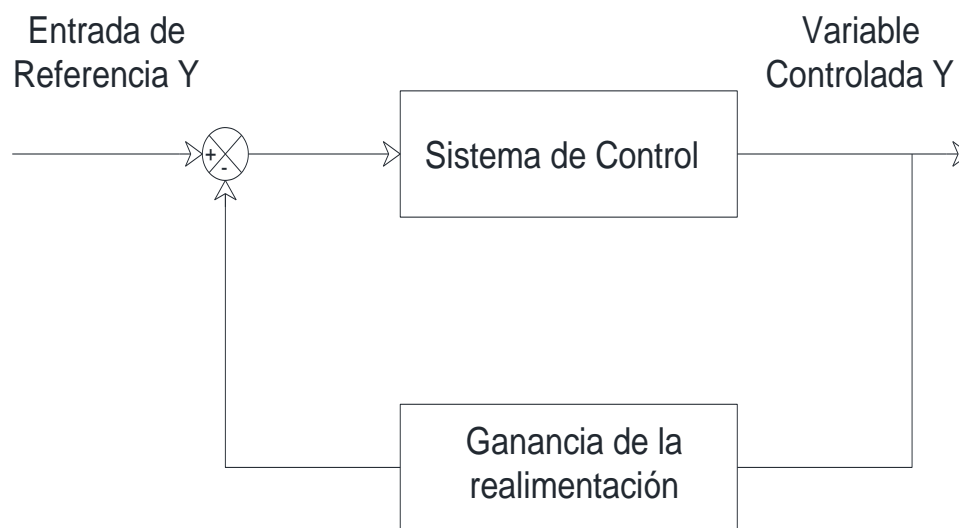 Entrada de
Referencia Y
Variable
Controlada Y
+
-
Sistema de Control
Ganancia de la
realimentación